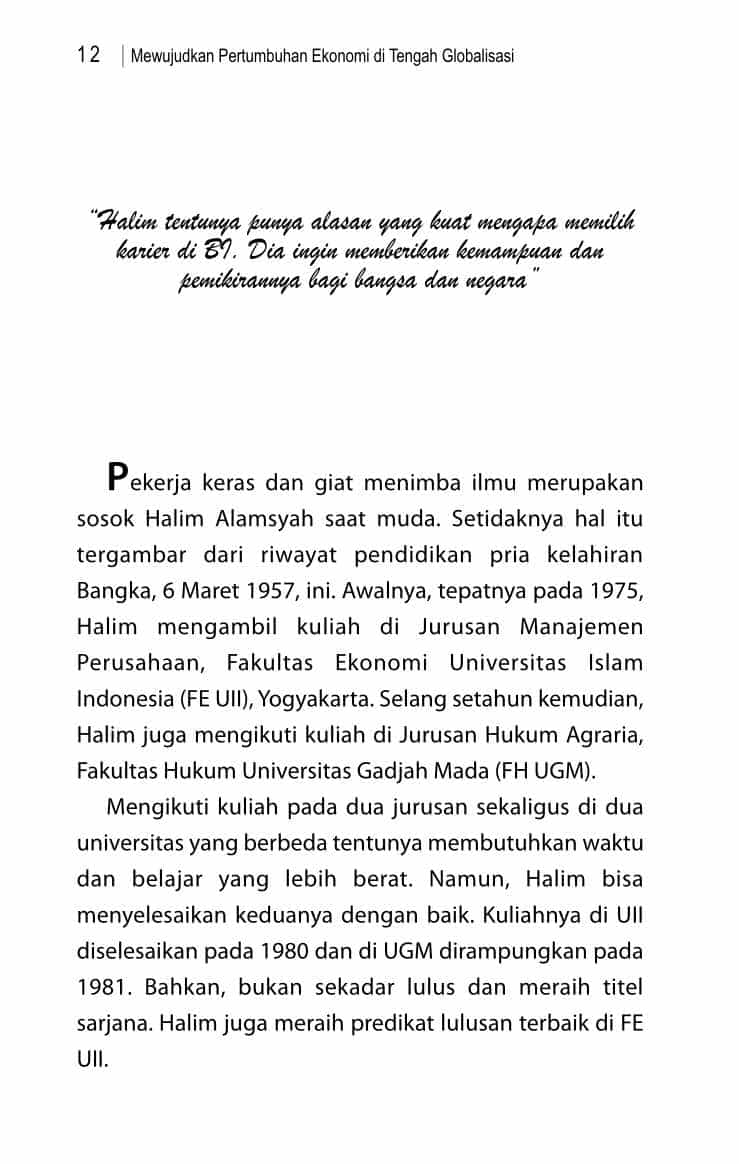 12 | Mewujudkan Pertumbuhan Ekonomi di Tengah Globalisasi
"Halim tentunya punya alasan yang kuat mengapa memilih
karier di BI. Dia ingin memberikan kemampuan dan
pemikirannya bagi bangsa dan negara"
Pekerja keras dan giat menimba ilmu merupakan
sosok Halim Alamsyah saat muda. Setidaknya hal itu
tergambar dari riwayat pendidikan pria kelahiran
Bangka, 6 Maret 1957, ini. Awalnya, tepatnya pada 1975,
Halim mengambil kuliah di Jurusan Manajemen
Perusahaan, Fakultas Ekonomi Universitas Islam
Indonesia (FE UII), Yogyakarta. Selang setahun kemudian,
Halim juga mengikuti kuliah di Jurusan Hukum Agraria,
Fakultas Hukum Universitas Gadjah Mada (FH UGM).
Mengikuti kuliah pada dua jurusan sekaligus di dua
universitas yang berbeda tentunya membutuhkan waktu
dan belajar yang lebih berat. Namun, Halim bisa
menyelesaikan keduanya dengan baik. Kuliahnya di UII
diselesaikan pada 1980 dan di UGM dirampungkan pada
1981. Bahkan, bukan sekadar lulus dan meraih titel
sarjana. Halim juga meraih predikat lulusan terbaik di FE
UII.